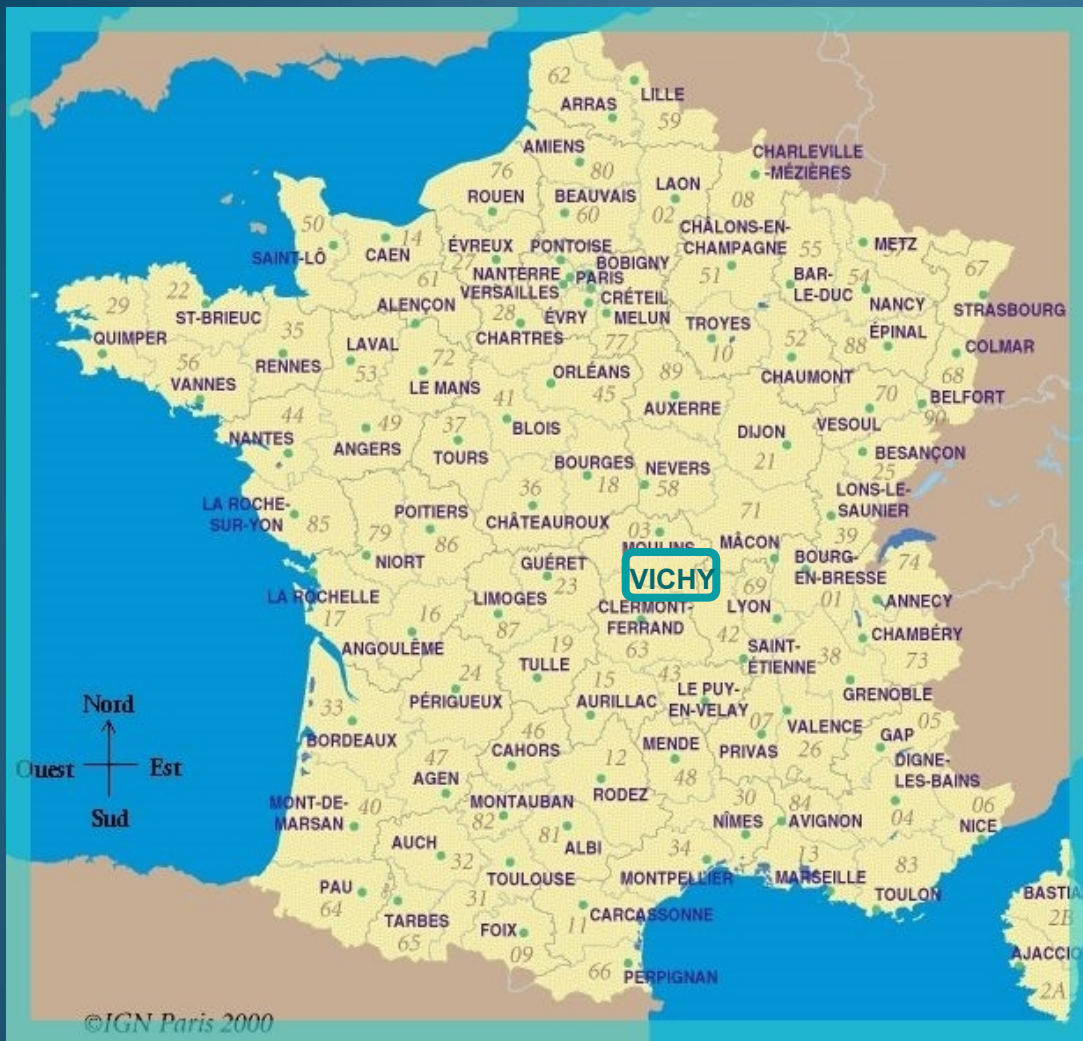 62
LILLE
ARRAS
59
AMIENS
CHARLEVILLE
-MÉZIÈRES
76
80
LAON
ROUEN
BEAUVAIS
08
50
60
02
CHÂLONS-EN-
CHAMPAGNE
14
SAINT-LÔ
CAEN
ÉVREUX
PONTOISE
55
METZ
57
27
NANTERRE
BOBIGNY
PARIS
51
BAR-
LE-DUC
54
67
61
VERSAILLES
CRÉTEIL
NANCY
STRASBOURG
29
22
ST-BRIEUC
ALENÇON
28
ÉVRY
MELUN
TROYES
ÉPINAL
QUIMPER
35
LAVAL
CHARTRES
77
10
52
88
COLMAR
56
RENNES
53
72
ORLÉANS
89
CHAUMONT
68
VANNES
LE MANS
45
70
BELFORT
44
41
AUXERRE
90
NANTES
49
37
BLOIS
DIJON
VESOUL
ANGERS
TOURS
BOURGES
NEVERS
21
BESANÇON
25
36
18
58
LONS-LE-
SAUNIER
LA ROCHE-
SUR-YON
85
79
POITIERS
CHÂTEAUROUX
71
39
86
03
MOULINS
MÂCON
NIORT
GUÉRET
BOURG-
EN-BRESSE
74
VICHY
23
69
01
LA ROCHELLE
LIMOGES
CLERMONT-
FERRAND
LYON
ANNECY
17
16
87
42
CHAMBÉRY
ANGOULÊME
19
63
SAINT-
ÉTIENNE
38
73
24
TULLE
15
43
PÉRIGUEUX
AURILLAC
LE PUY-
EN-VELAY
GRENOBLE
Nord
33
07
VALENCE
05
BORDEAUX
46
MENDE
PRIVAS
26
GAP
Ouest
Est
47
CAHORS
12
DIGNE-
LES-BAINS
AGEN
48
Sud
MONT-DE-
MARSAN
40
MONTAUBAN
RODEZ
30
84
06
82
NÎMES
AVIGNON
04
NICE
AUCH
81
ALBI
34
13
83
32
TOULOUSE
MONTPELLIER
MARSEILLE
PAU
TOULON
64
31
BASTIA
TARBES
CARCASSONNE
2B
65
FOIX
11
09
AJACCIO
66
PERPIGNAN
2A
©IGN Paris 2000